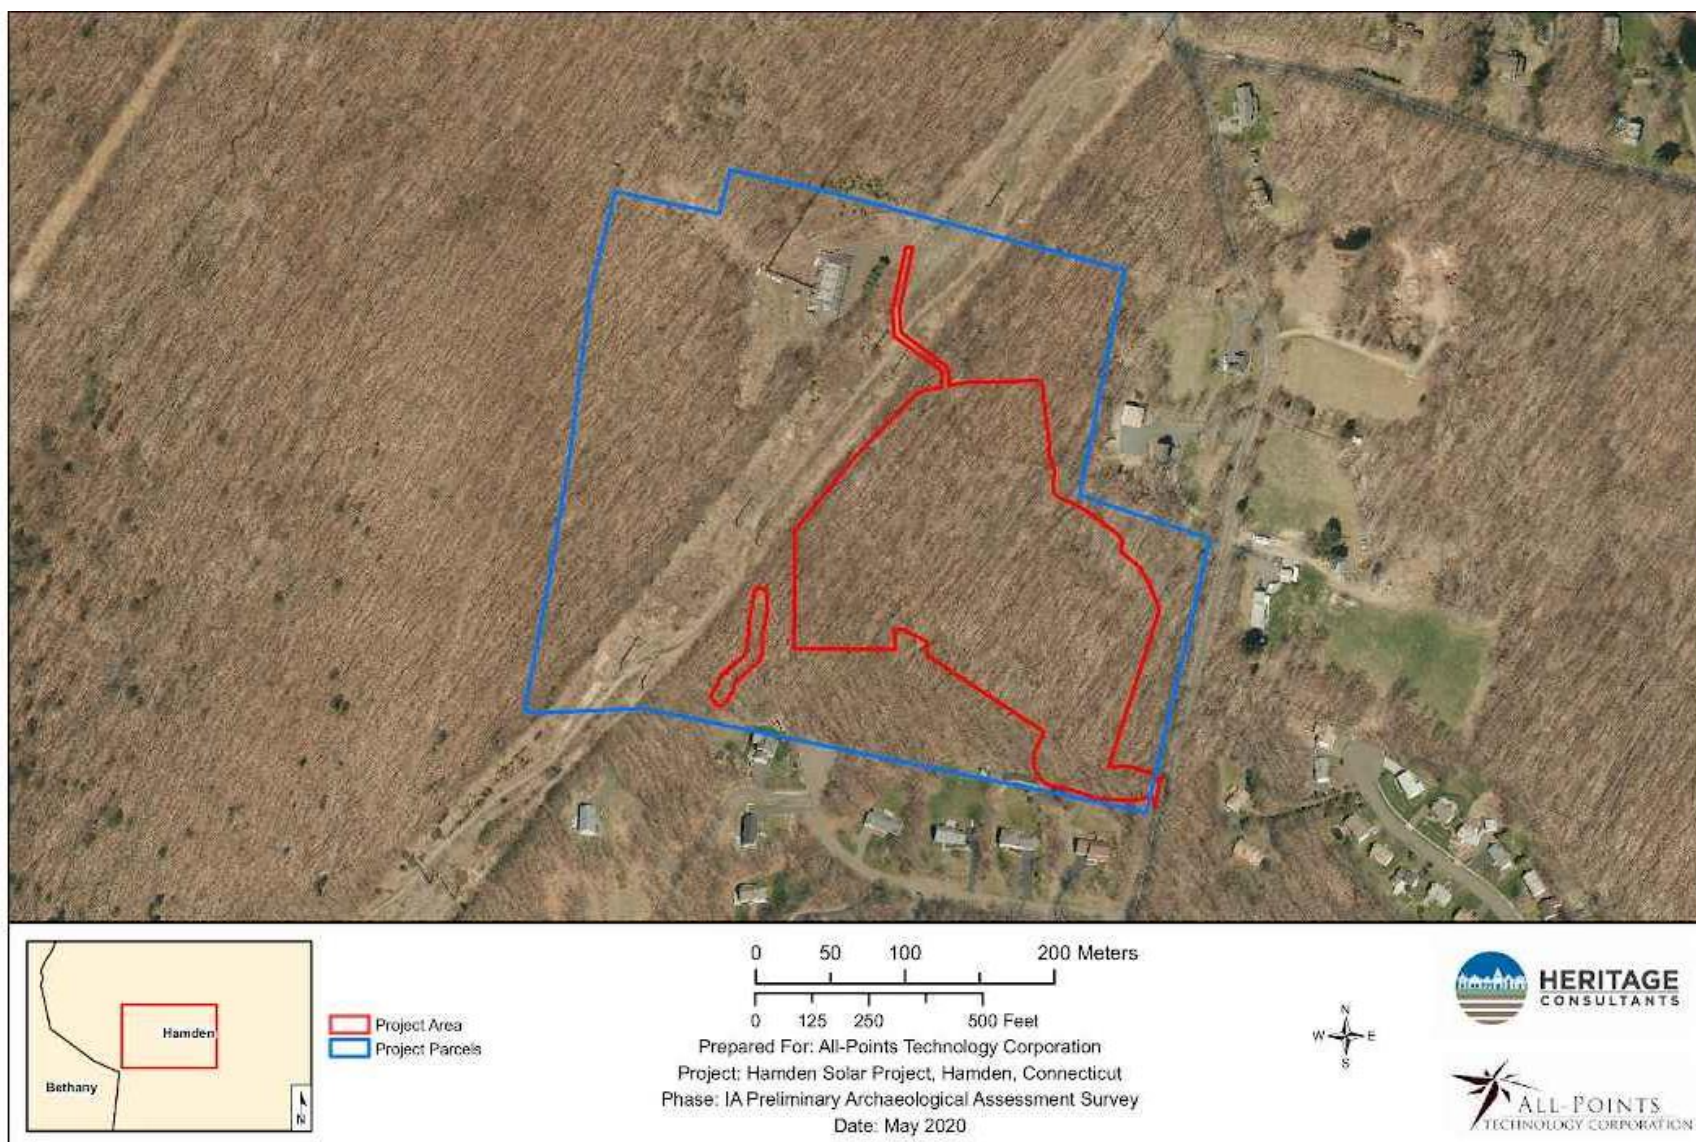 Hamden
Bethany
N
Project Area
Project Parcels
0 50 100 200 Meters
0 125 250 500 Feet
Prepared For: All-Points Technology Corporation
Project: Hamden Solar Project, Hamden, Connecticut
Phase: IA Preliminary Archaeological Assessment Survey
Date: May 2020
N
W E
S
HERITAGE
CONSULTANTS
ALL-POINTS
TECHNOLOGY CORPORATION